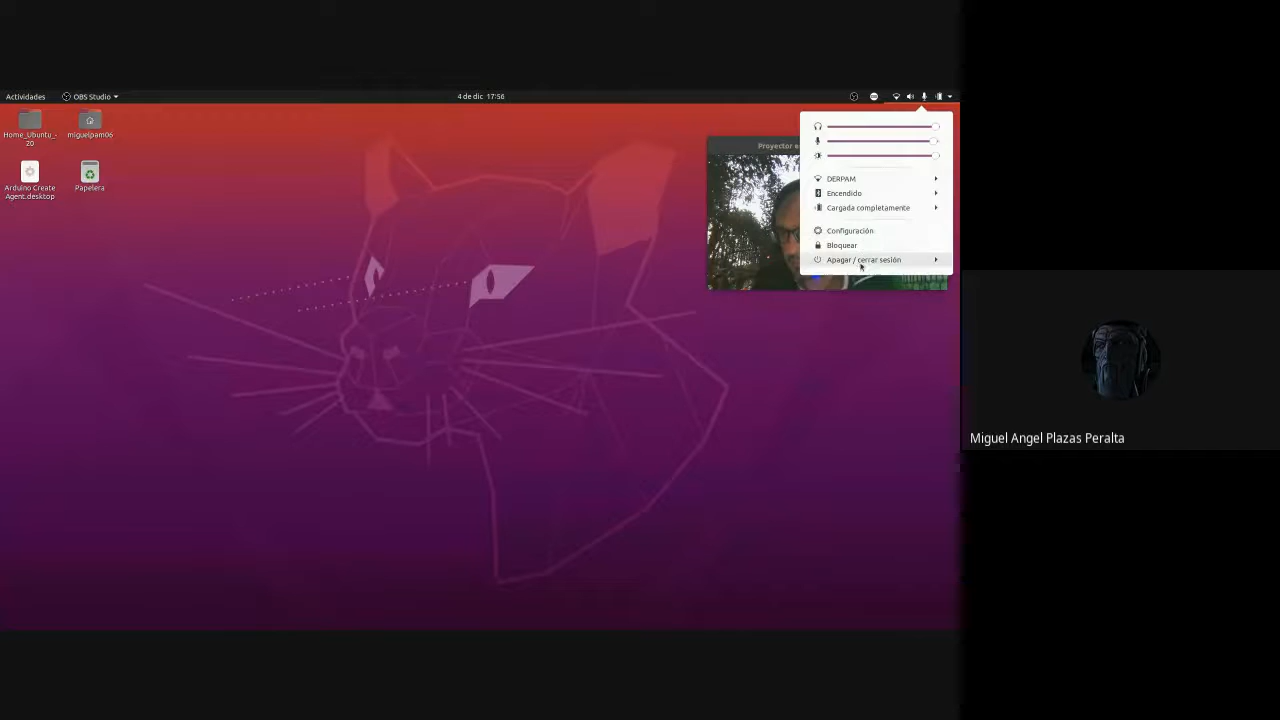 Actividades
OBS Studio
4 de dic 17:56
Home_Ubuntu_-
20
miguelpam06
Arduino Create
Agent.desktop
Papelera
Proyector
DERPAM
Encendido
Cargada completamente
Configuración
Bloquear
Apagar / cerrar sesión
Miguel Angel Plazas Peralta